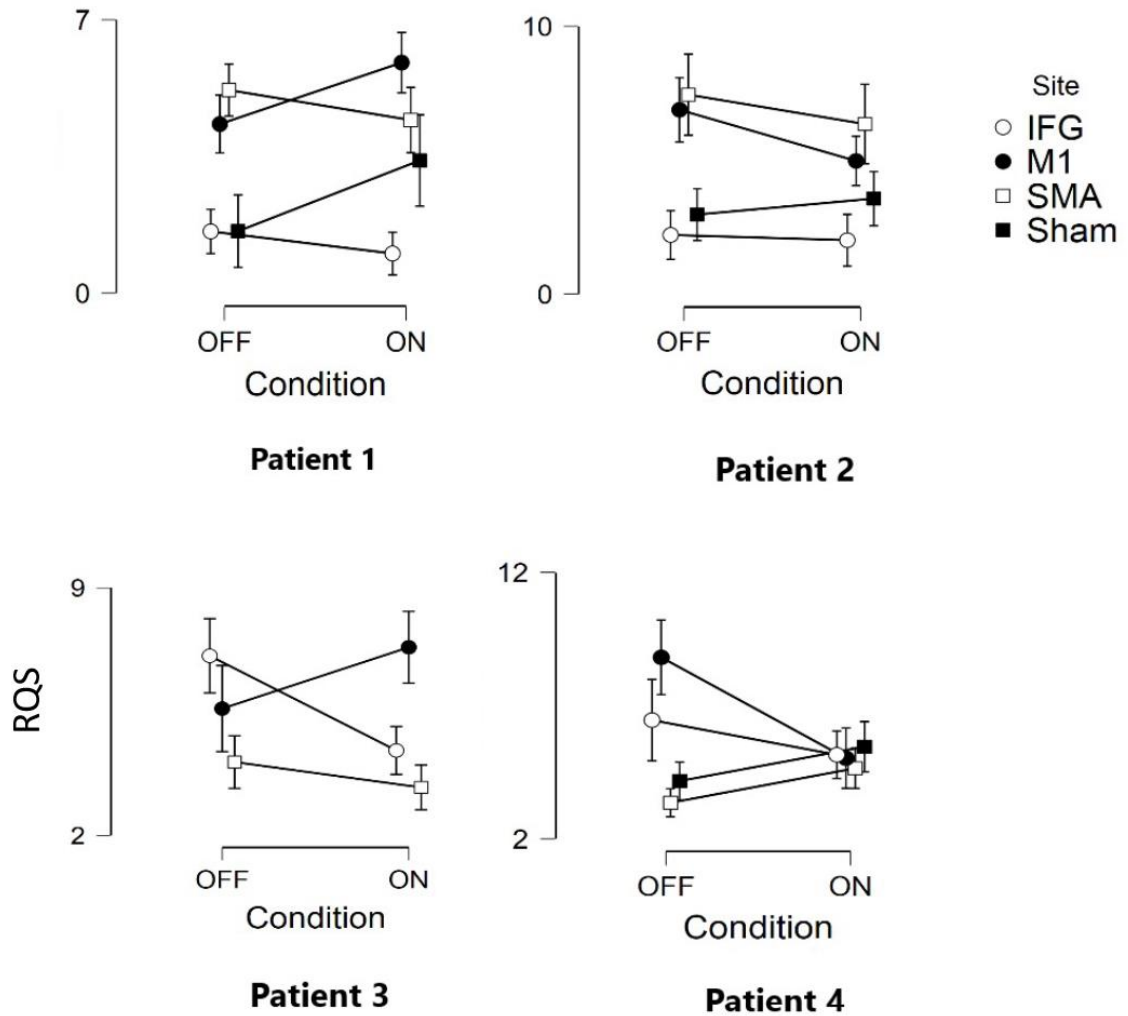 7
0
OFF ON
Condition
Patient 1
10
0
OFF ON
Condition
Patient 2
Site
IFG
M1
SMA
Sham
RQS
9
2
OFF ON
Condition
Patient 3
12
2
OFF ON
Condition
Patient 4